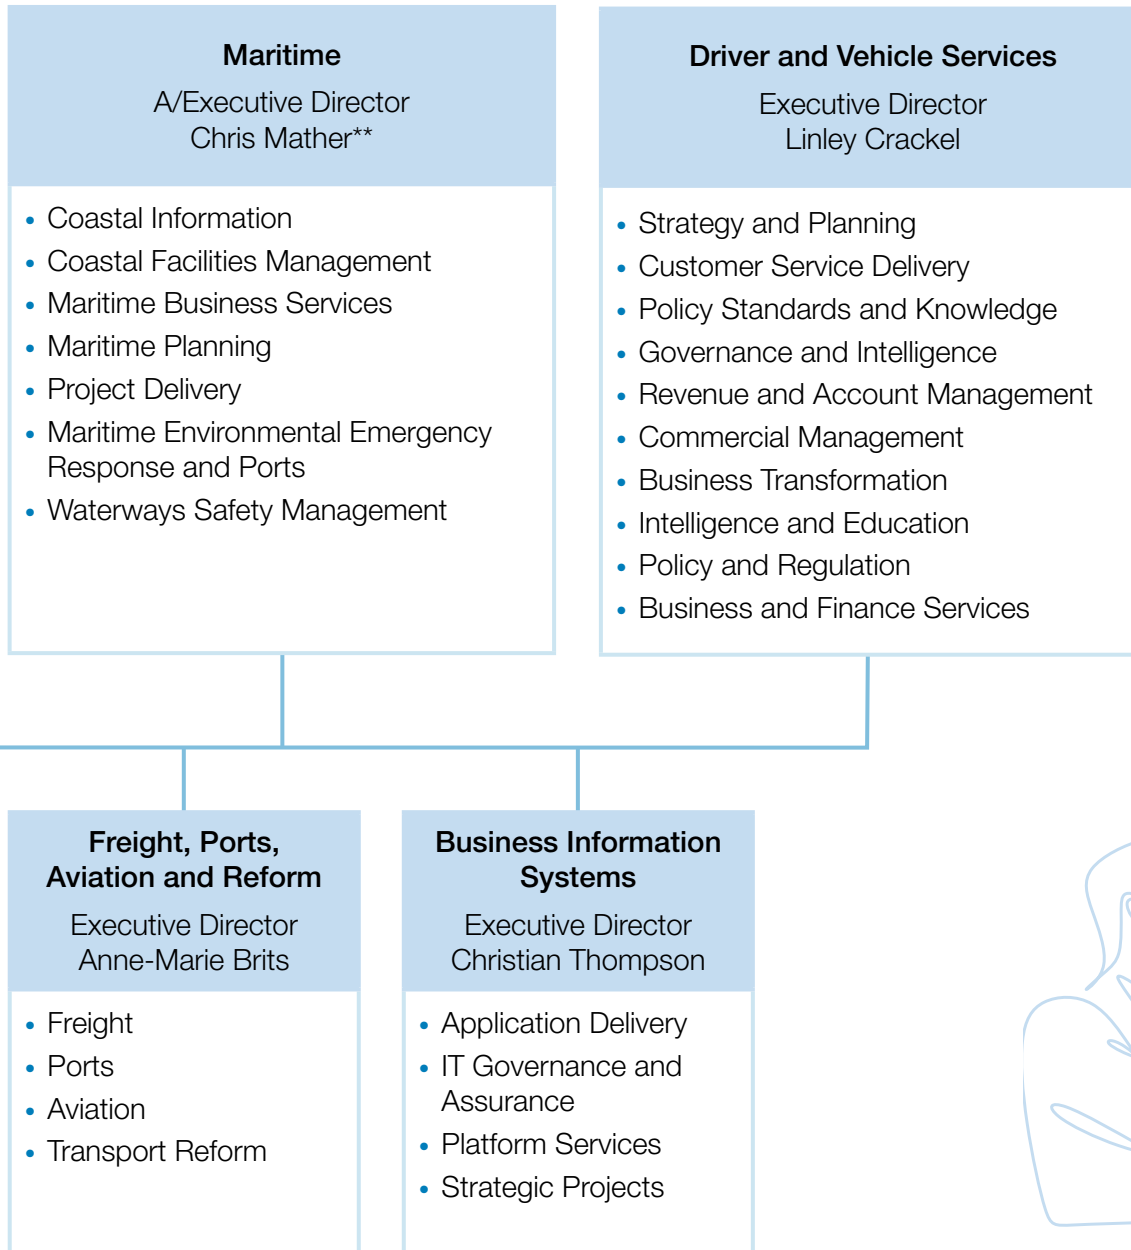 Maritime
A/Executive Director
Chris Mather**
• Coastal Information
• Coastal Facilities Management
• Maritime Business Services
• Maritime Planning
• Project Delivery
• Maritime Environmental Emergency
Response and Ports
• Waterways Safety Management
Driver and Vehicle Services
Executive Director
Linley Crackel
• Strategy and Planning
• Customer Service Delivery
• Policy Standards and Knowledge
• Governance and Intelligence
• Revenue and Account Management
• Commercial Management
• Business Transformation
• Intelligence and Education
• Policy and Regulation
• Business and Finance Services
Freight, Ports,
Aviation and Reform
Executive Director
Anne-Marie Brits
• Freight
• Ports
• Aviation
• Transport Reform
Business Information
Systems
Executive Director
Christian Thompson
• Application Delivery
• IT Governance and
Assurance
• Platform Services
• Strategic Projects